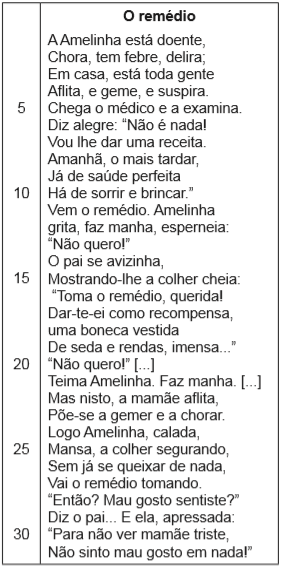 O remédio
A Amelinha está doente,
Chora, tem febre, delira;
Em casa, está toda gente
Aflita, e geme, e suspira.
5 Chega o médico e a examina.
Diz alegre: “Não é nada!
Vou lhe dar uma receita.
Amanhã, o mais tardar,
Já de saúde perfeita
10 Há de sorrir e brincar.”
Vem o remédio. Amelinha
grita, faz manha, esperneia:
“Não quero!”
O pai se avizinha,
15 Mostrando-lhe a colher cheia:
“Toma o remédio, querida!
Dar-te-ei como recompensa,
uma boneca vestida
De seda e rendas, imensa...”
20 “Não quero!” [...]
Teima Amelinha. Faz manha. [...]
Mas nisto, a mamãe aflita,
Põe-se a gemer e a chorar.
Logo Amelinha, calada,
25 Mansa, a colher segurando,
Sem já se queixar de nada,
Vai o remédio tomando.
“Então? Mau gosto sentiste?”
Diz o pai... E ela, apressada:
30 “Para não ver mamãe triste,
Não sinto mau gosto em nada!”